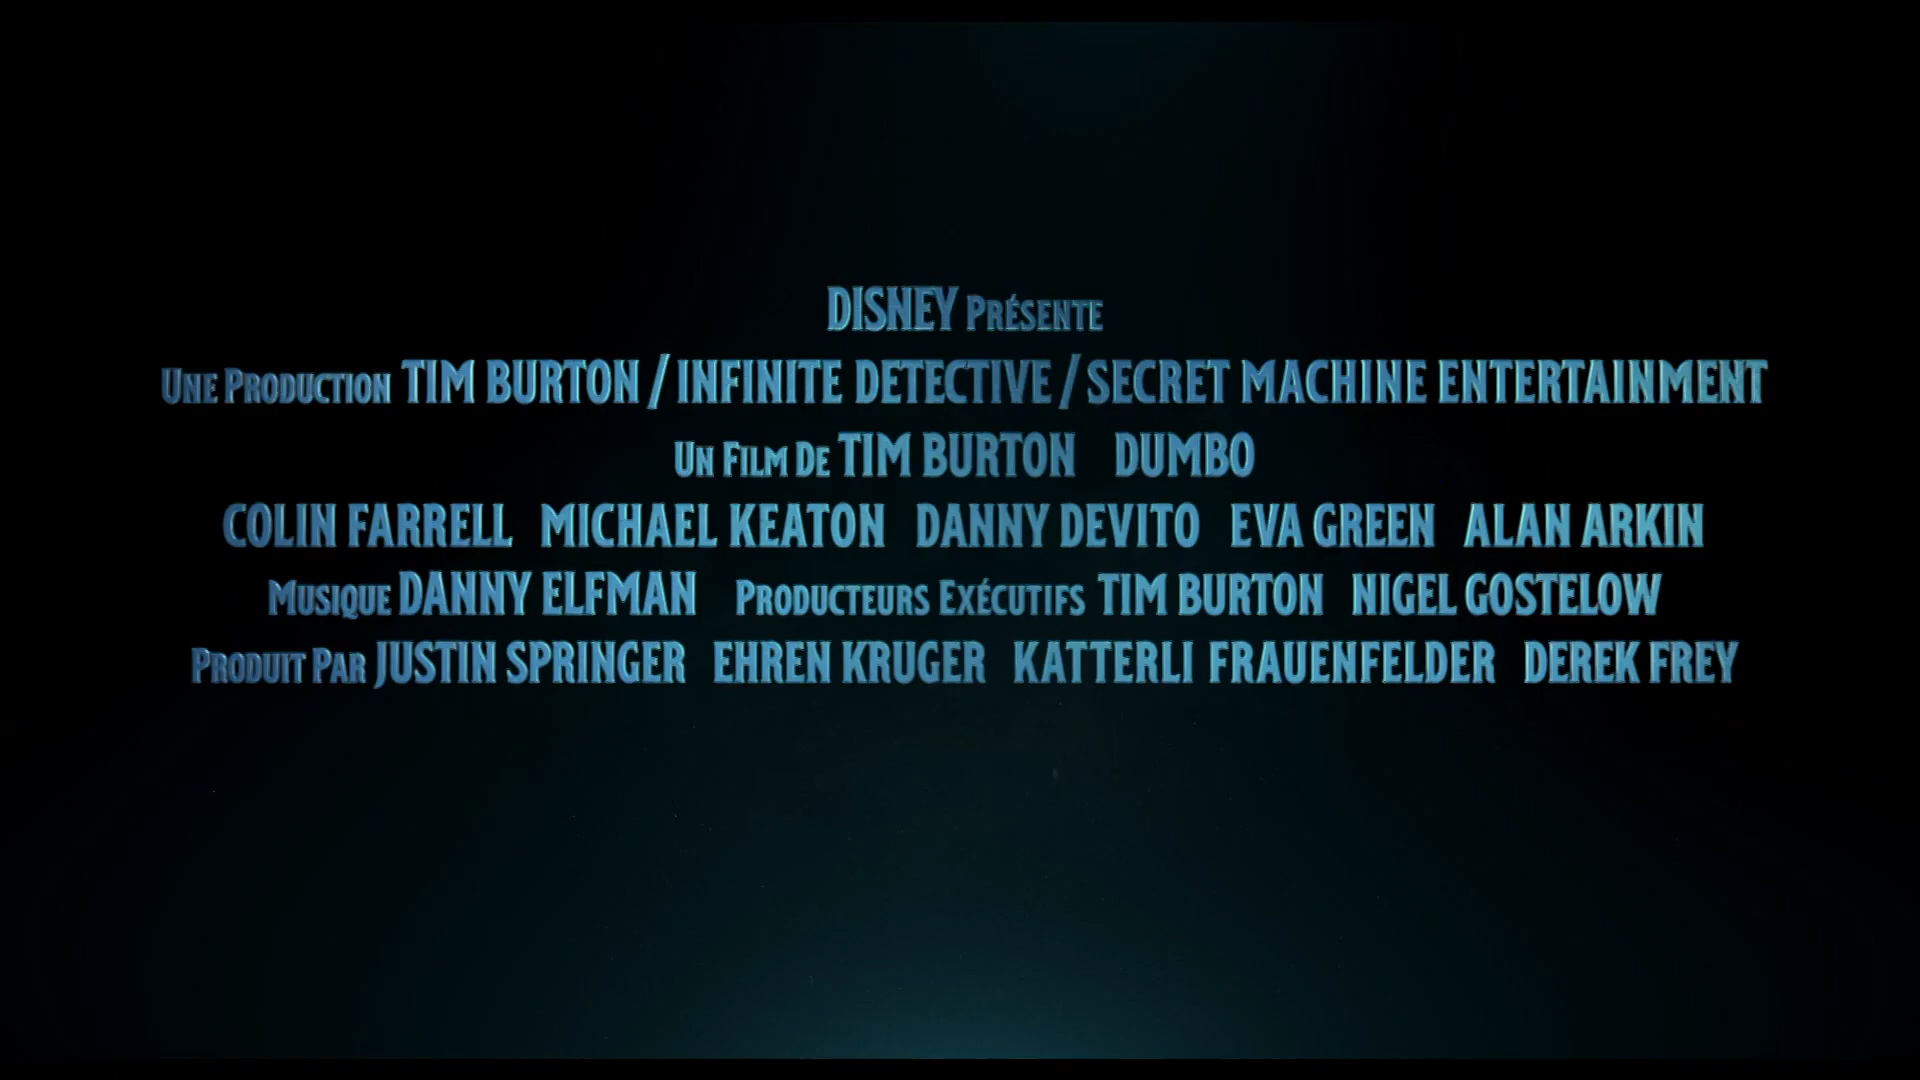 DISNEY PRÉSENTE
UNE PRODUCTION TIM BURTON / INFINITE DETECTIVE / SECRET MACHINE ENTERTAINMENT
UN FILM DE TIM BURTON DUMBO
COLIN FARRELL MICHAEL KEATON DANNY DEVITO EVA GREEN ALAN ARKIN
MUSIQUE DANNY ELFMAN PRODUCTEURS EXÉCUTIFS TIM BURTON NIGEL GOSTELOW
PRODUIT PAR JUSTIN SPRINGER EHREN KRUGER KATTERLI FRAUENFELDER DEREK FREY